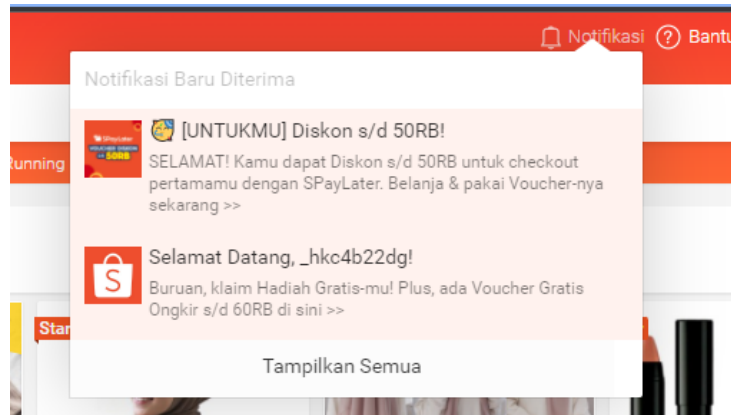 Notifikasi
Bantu
Notifikasi Baru Diterima
[UNTUKMU] Diskon s/d 50RB!
SPayLater
50RB
SELAMAT! Kamu dapat Diskon s/d 50RB untuk checkout
pertamamu dengan SPayLater. Belanja & pakai Voucher-nya
sekarang >>
Running
Selamat Datang, _hkc4b22dg!
S
Buruan, klaim Hadiah Gratis-mu! Plus, ada Voucher Gratis
Ongkir s/d 60RB di sini >>
Star
Tampilkan Semua